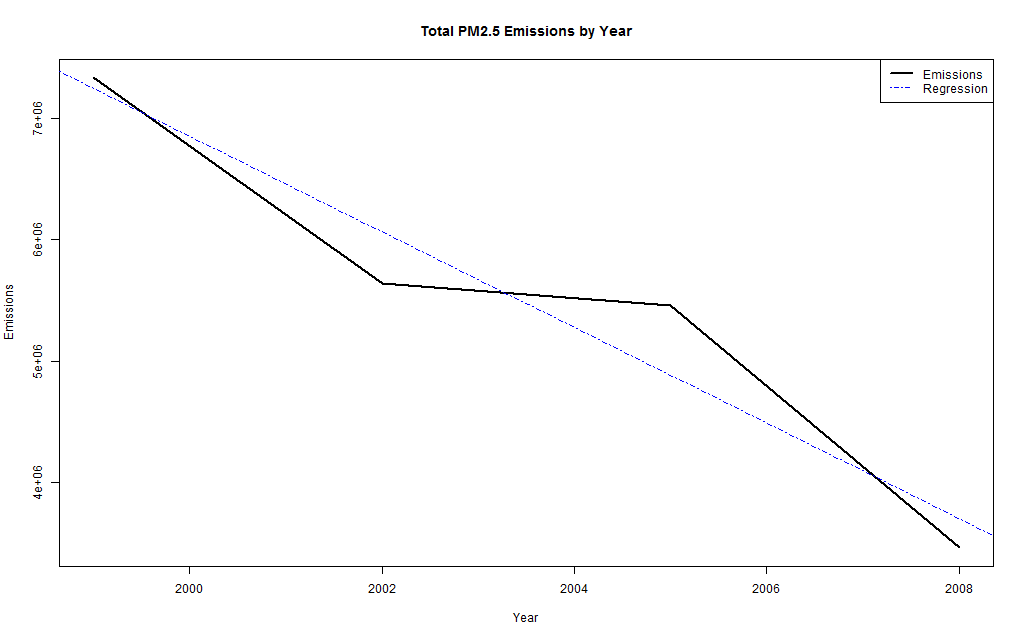 Total PM2.5 Emissions by Year
Emissions
Regression
7e+06
6e+06
5e+06
4e+06
Emissions
2000 2002 2004 2006 2008
Year